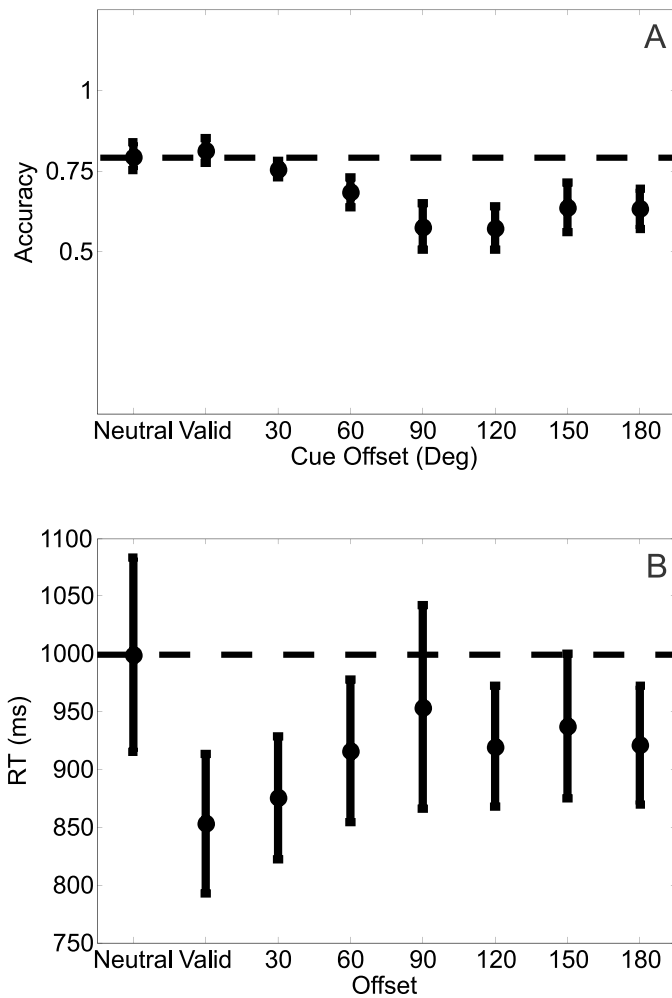 A
1
0.75
0.5
Accuracy
Neutral Valid 30 60 90 120 150 180
Cue Offset (Deg)
B
1100
1050
1000
950
900
850
800
750
RT (ms)
Neutral Valid 30 60 90 120 150 180
Offset